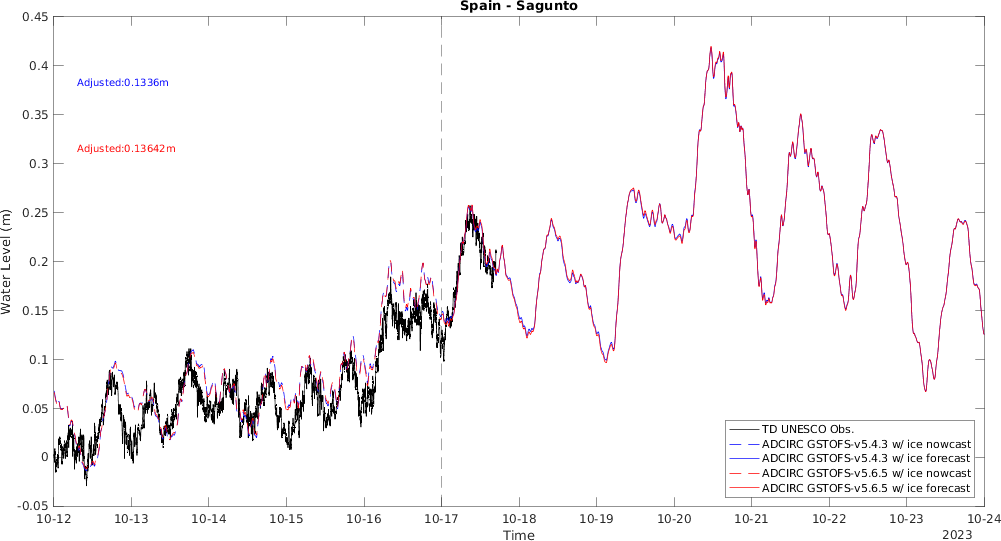 Spain - Sagunto
0.45
0.4
0.35
0.3
0.25
0.2
0.15
0.1
0.05
0
-0.05
Water Level (m)
Adjusted:0.1336m
Adjusted:0.13642m
TD UNESCO Obs.
ADCIRC GSTOFS-v5.4.3 w/ ice nowcast
ADCIRC GSTOFS-v5.4.3 w/ ice forecast
ADCIRC GSTOFS-v5.6.5 w/ ice nowcast
ADCIRC GSTOFS-v5.6.5 w/ ice forecast
10-12 10-13 10-14 10-15 10-16 10-17 10-18 10-19 10-20 10-21 10-22 10-23 10-24
Time
2023